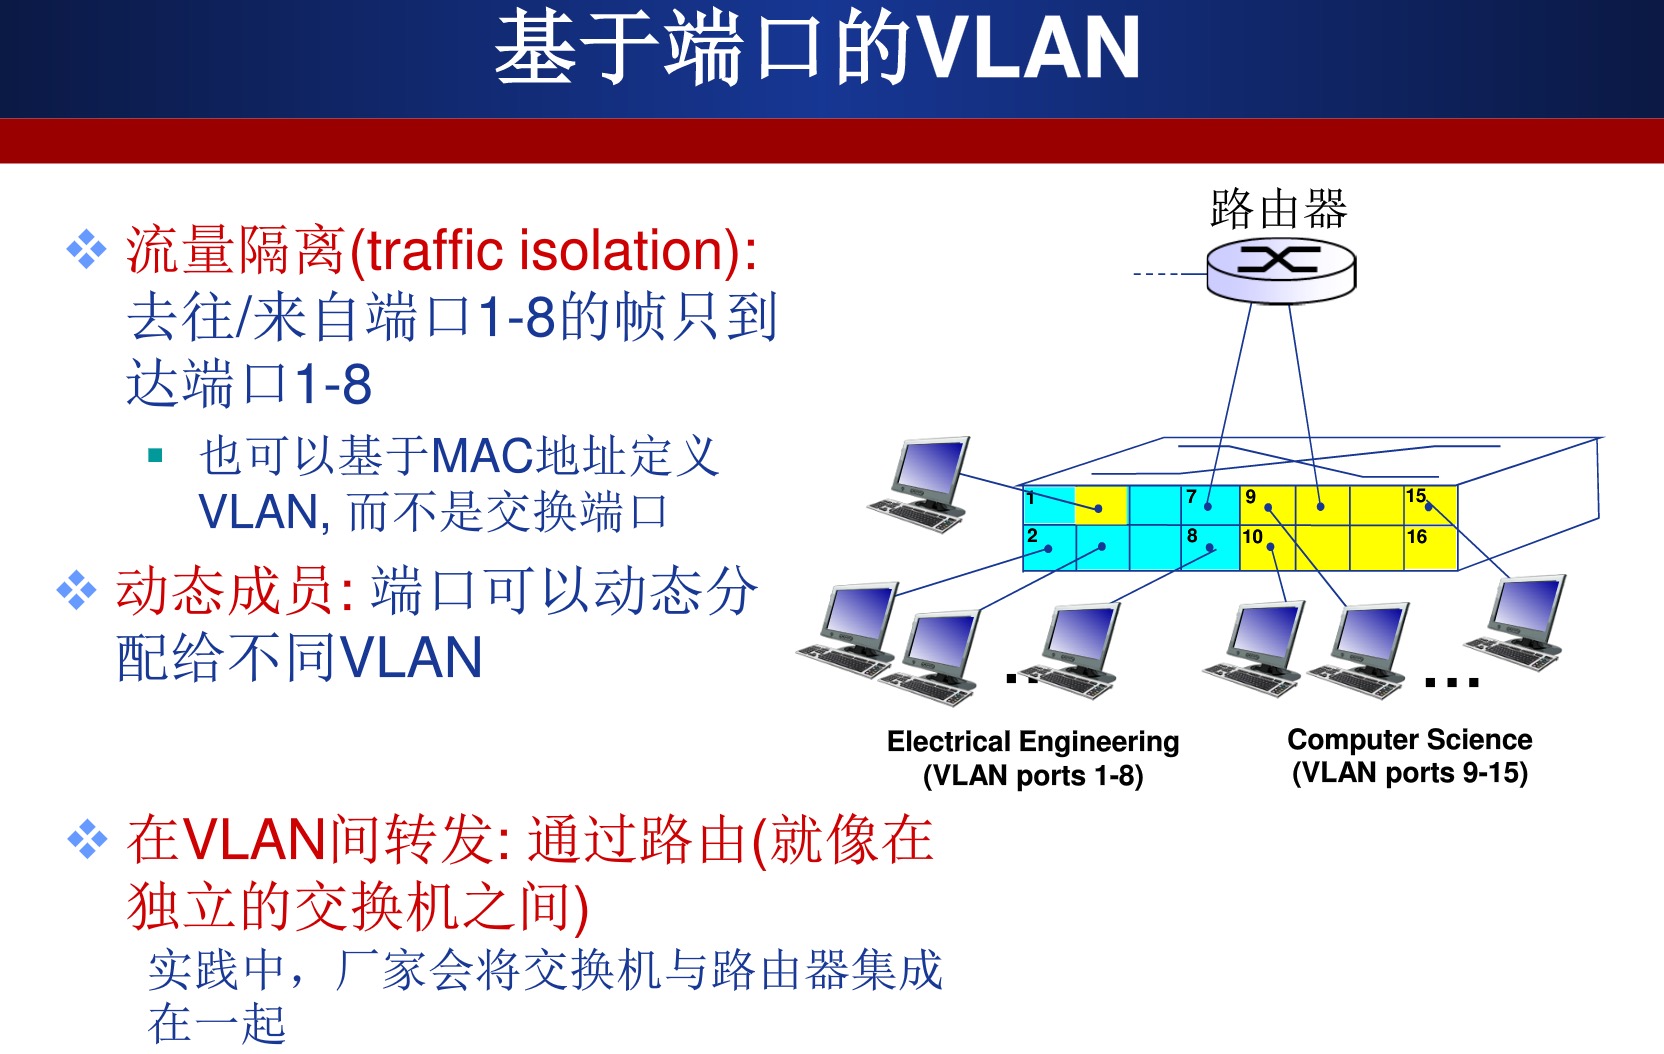 基于端口的VLAN
流量隔离(traffic isolation):
去往/来自端口1-8的帧只到
达端口1-8
也可以基于MAC地址定义
VLAN, 而不是交换端口
动态成员: 端口可以动态分
配给不同VLAN
在VLAN间转发: 通过路由(就像在
独立的交换机之间)
实践中，厂家会将交换机与路由器集成
在一起
路由器
1 7 9 15
2 8 10 16
...
...
Electrical Engineering
(VLAN ports 1-8)
Computer Science
(VLAN ports 9-15)